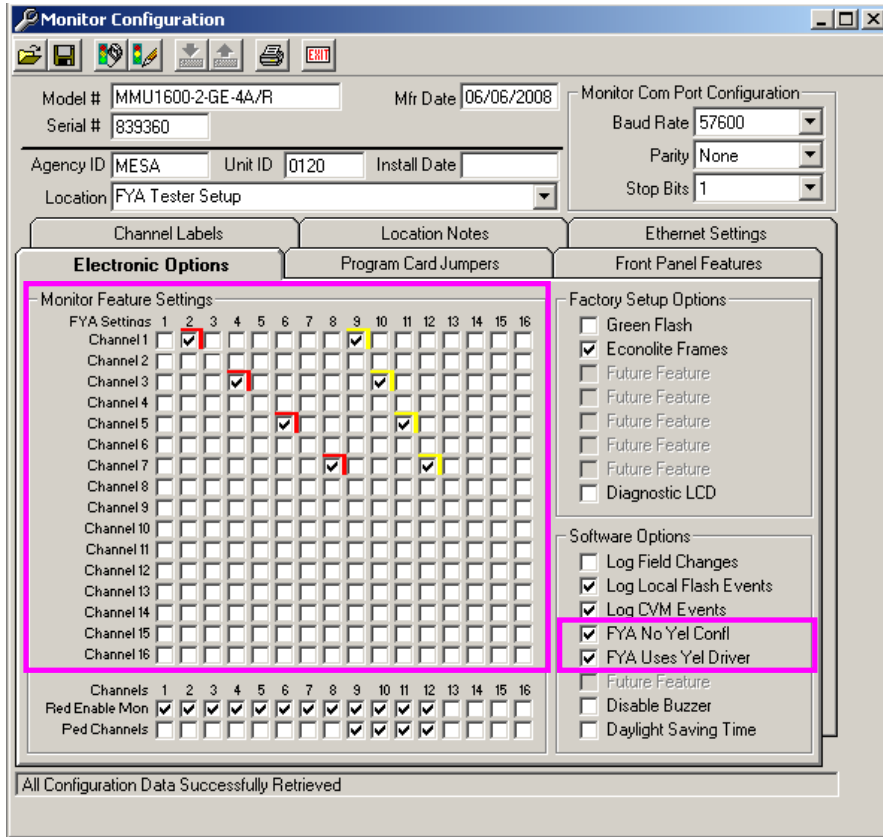 Monitor Configuration
EXIT
Model # MMU1600-2-GE-4A/R Mfr Date 06/06/2008
Serial # 839360
Monitor Com Port Configuration
Baud Rate 57600
Parity None
Stop Bits 1
Agency ID MESA Unit ID 0120 Install Date
Location FYA Tester Setup
Channel Labels Location Notes Ethernet Settings
Electronic Options Program Card Jumpers Front Panel Features
Monitor Feature Settings
FYA Settings 1 2 3 4 5 6 7 8 9 10 11 12 13 14 15 16
Channel 1
Channel 2
Channel 3
Channel 4
Channel 5
Channel 6
Channel 7
Channel 8
Channel 9
Channel 10
Channel 11
Channel 12
Channel 13
Channel 14
Channel 15
Channel 16
Channels 1 2 3 4 5 6 7 8 9 10 11 12 13 14 15 16
Red Enable Mon
Ped Channels
Factory Setup Options
Green Flash
Econolite Frames
Future Feature
Future Feature
Future Feature
Future Feature
Future Feature
Diagnostic LCD
Software Options
Log Field Changes
Log Local Flash Events
Log CVM Events
FYA No Yel Confl
FYA Uses Yel Driver
Future Feature
Disable Buzzer
Daylight Saving Time
All Configuration Data Successfully Retrieved